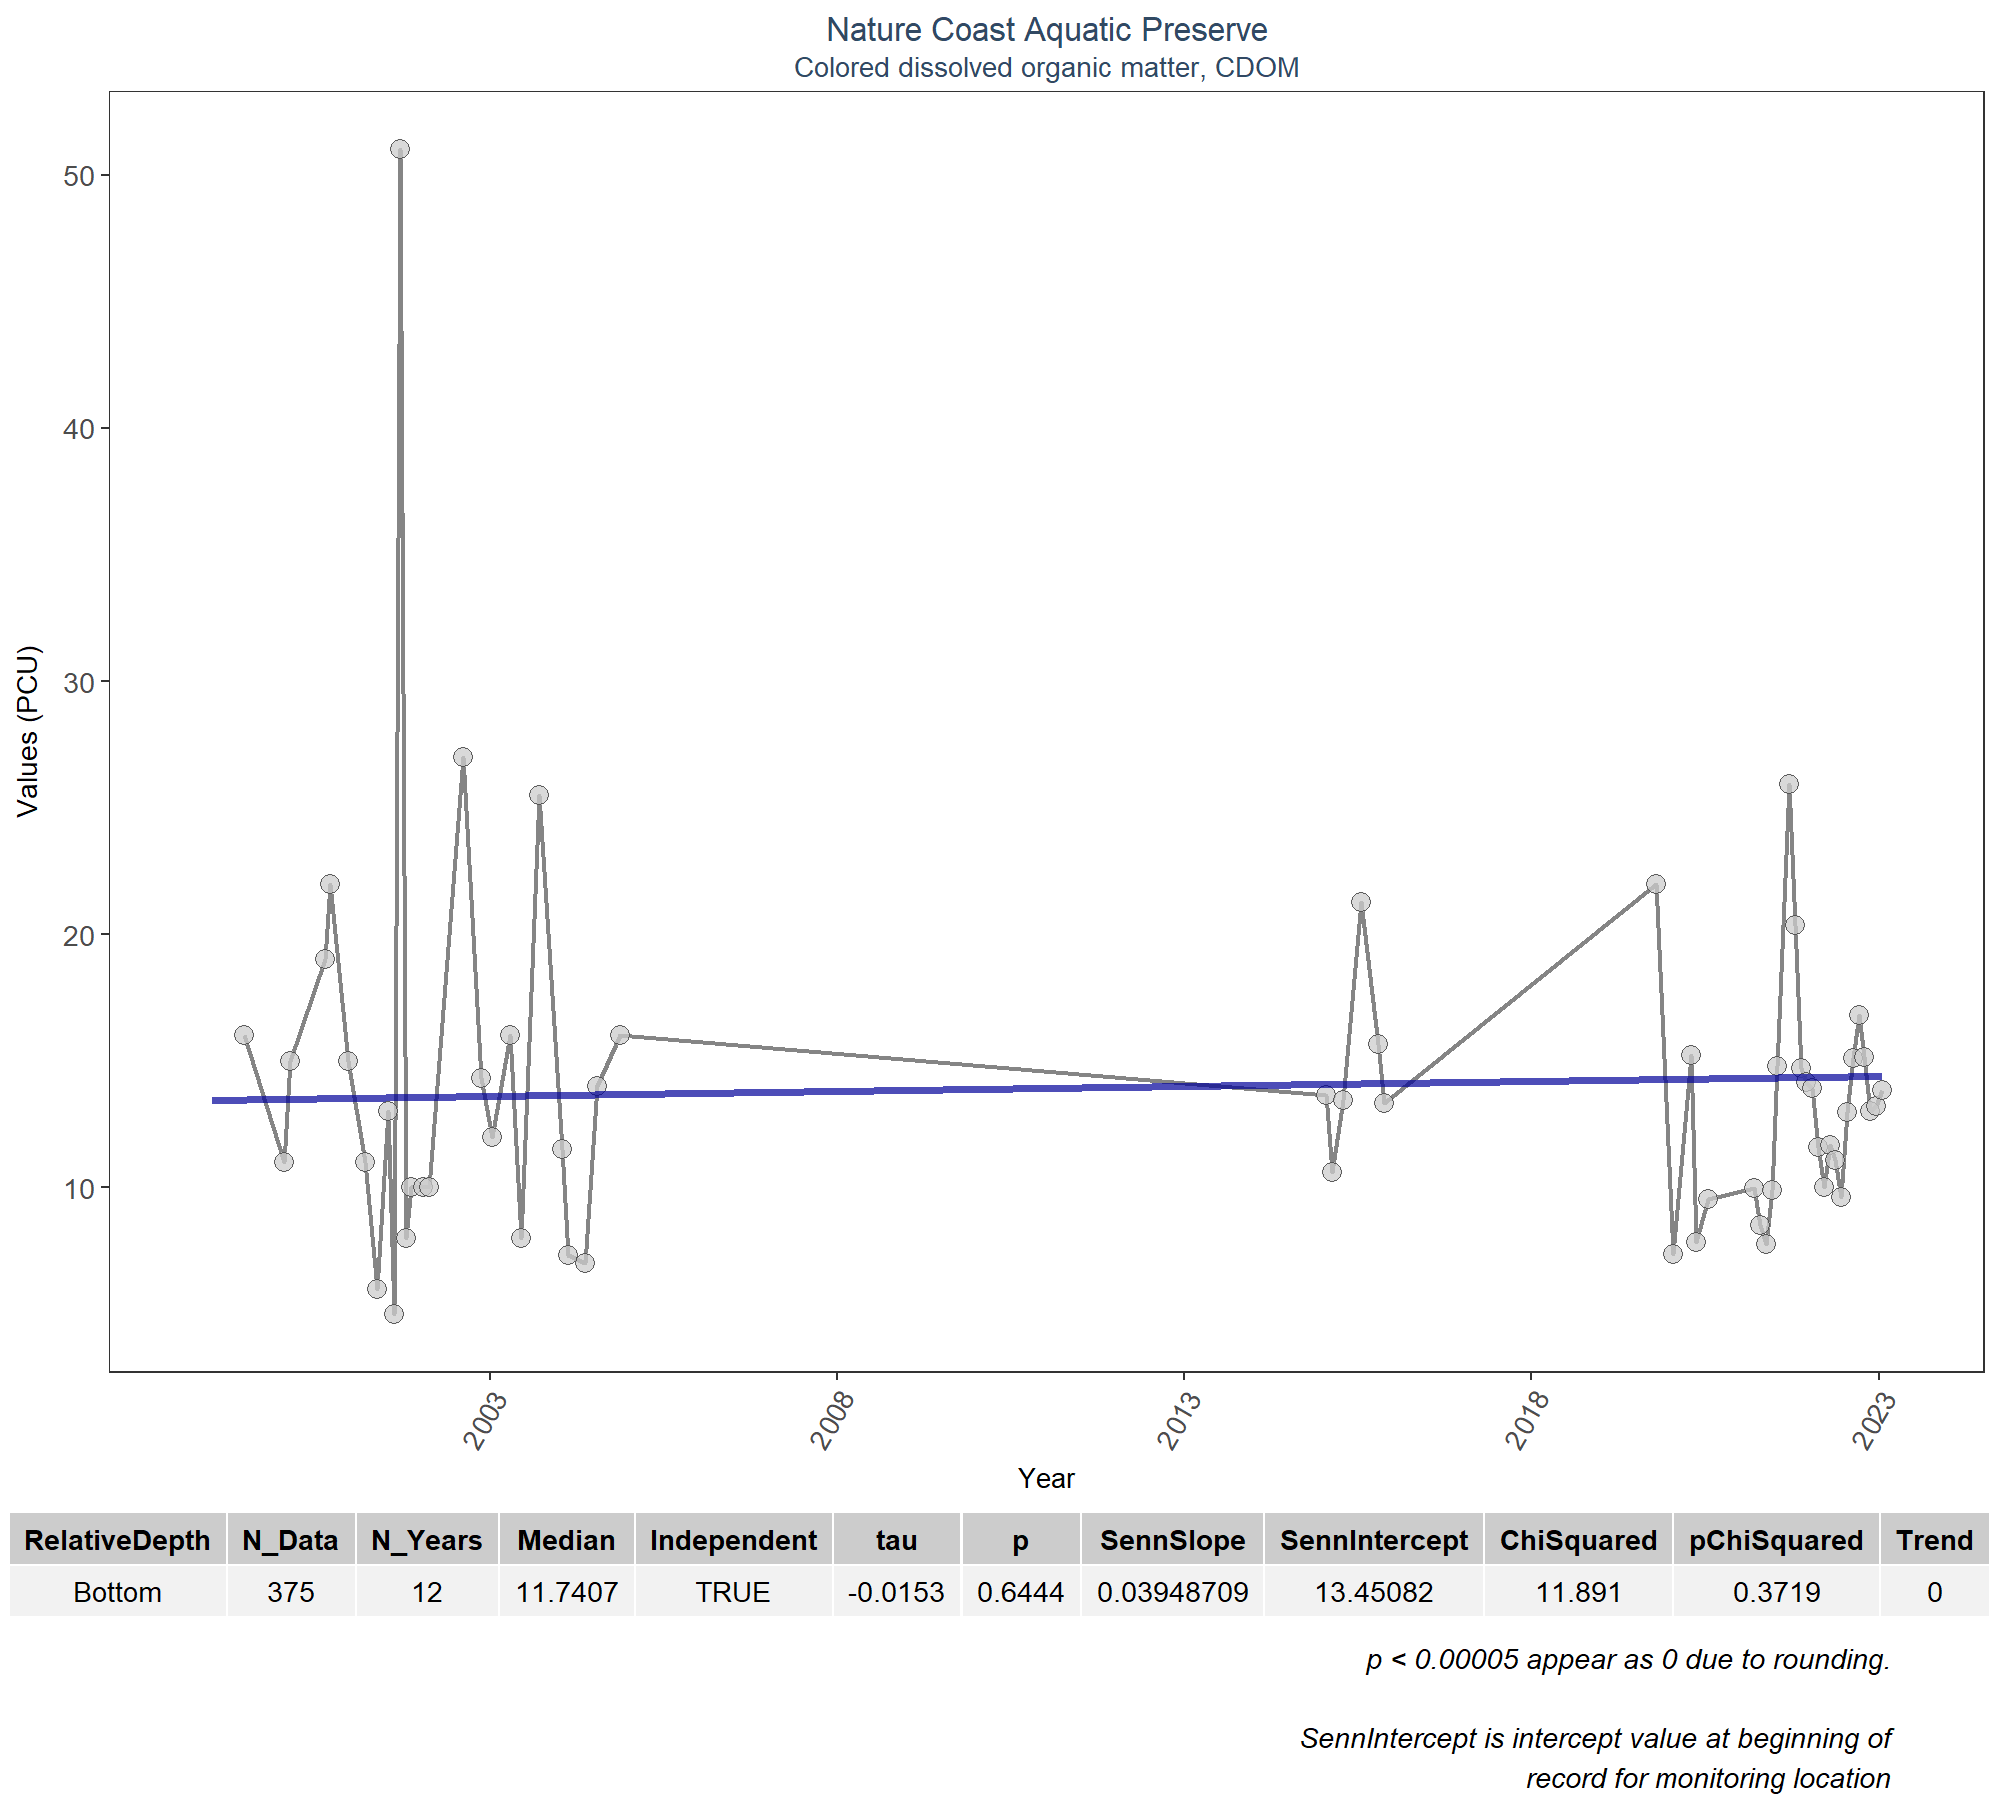 Nature Coast Aquatic Preserve
Colored dissolved organic matter, CDOM
50
40
30
20
10
Values (PCU)
2003
2008
2013
2018
2023
Year
RelativeDepth N_Data N_Years Median Independent tau p SennSlope SennIntercept ChiSquared pChiSquared Trend
Bottom 375 12 11.7407 TRUE -0.0153 0.6444 0.03948709 13.45082 11.891 0.3719 0
p < 0.00005 appear as 0 due to rounding.
SennIntercept is intercept value at beginning of
record for monitoring location